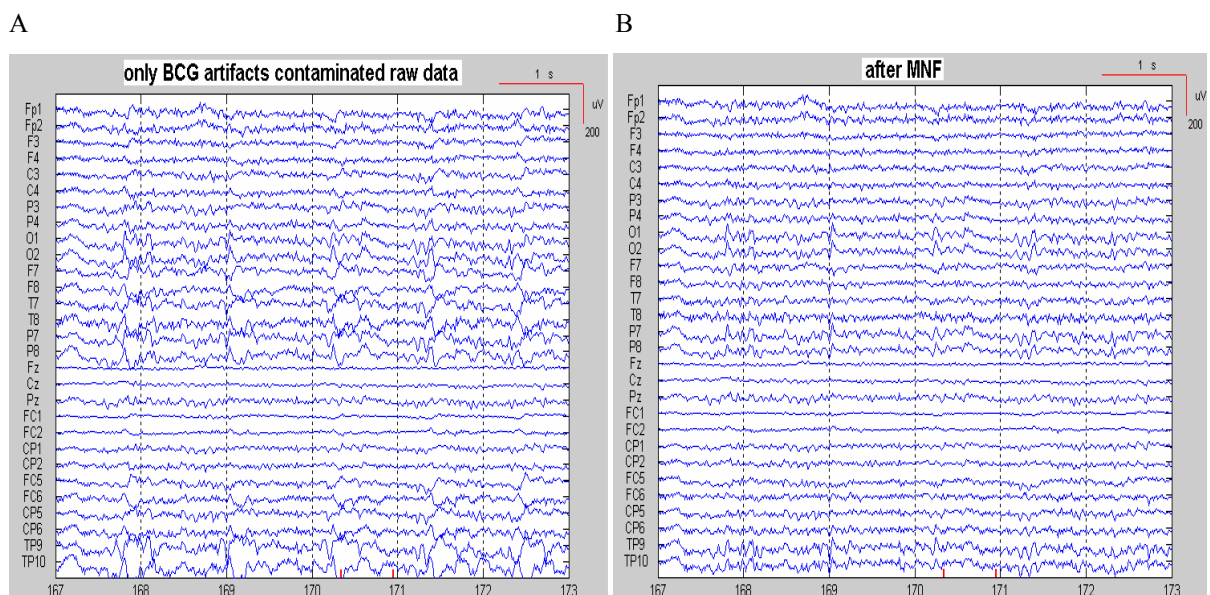 A
only BCG artifacts contaminated raw data
1 s
uV
200
Fp1
Fp2
F3
F4
C3
C4
P3
P4
O1
O2
F7
F8
T7
T8
P7
P8
Fz
Cz
Pz
FC1
FC2
CP1
CP2
FC5
FC6
CP5
CP6
TP9
TP10
167 168 169 170 171 172 173
B
after MNF
1 s
uV
200
Fp1
Fp2
F3
F4
C3
C4
P3
P4
O1
O2
F7
F8
T7
T8
P7
P8
Fz
Cz
Pz
FC1
FC2
CP1
CP2
FC5
FC6
CP5
CP6
TP9
TP10
167 168 169 170 171 172 173